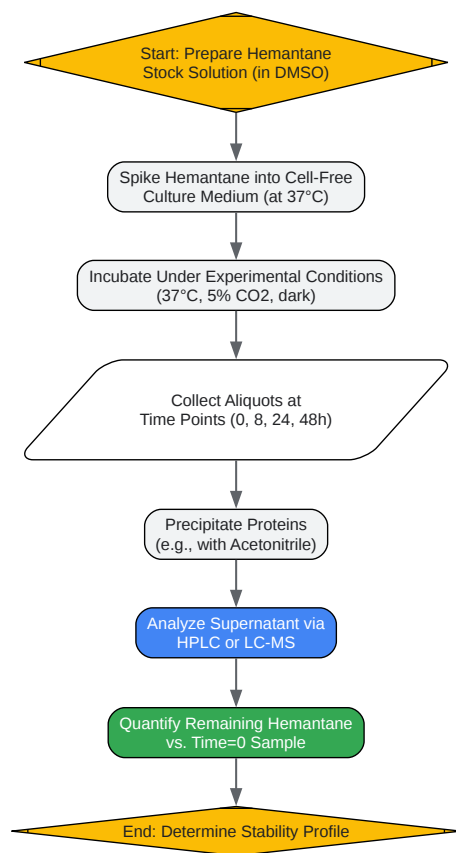 Start: Prepare Hemantane
Stock Solution (in DMSO)
Spike Hemantane into Cell-Free
Culture Medium (at 37°C)
Incubate Under Experimental Conditions
(37°C, 5% CO2, dark)
Collect Aliquots at
Time Points (0, 8, 24, 48h)
Precipitate Proteins
(e.g., with Acetonitrile)
Analyze Supernatant via
HPLC or LC-MS
Quantify Remaining Hemantane
vs. Time=0 Sample
End: Determine Stability Profile